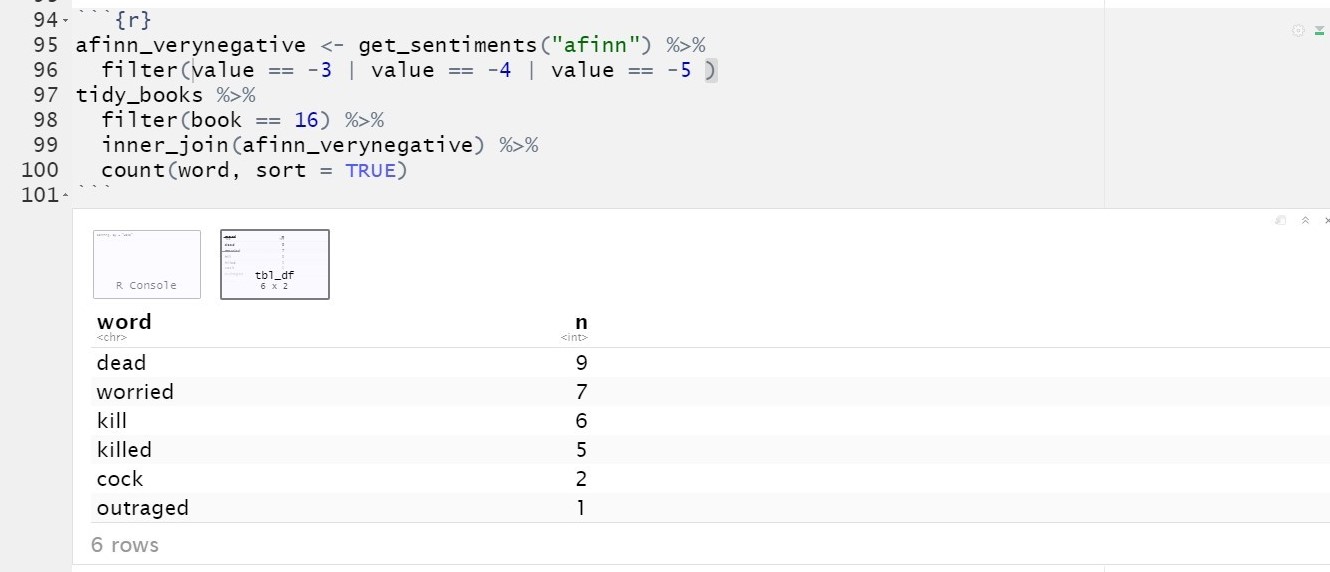 94 ```{r}
95 afinn_verynegative <- get_sentiments("afinn") %>%
96   filter(value == -3 | value == -4 | value == -5 )
97 tidy_books %>%
98   filter(book == 16) %>%
99   inner_join(afinn_verynegative) %>%
100   count(word, sort = TRUE)
101 ```
R Console
tbl_df
6 x 2
word n
<chr> <int>
dead 9
worried 7
kill 6
killed 5
cock 2
outraged 1
6 rows